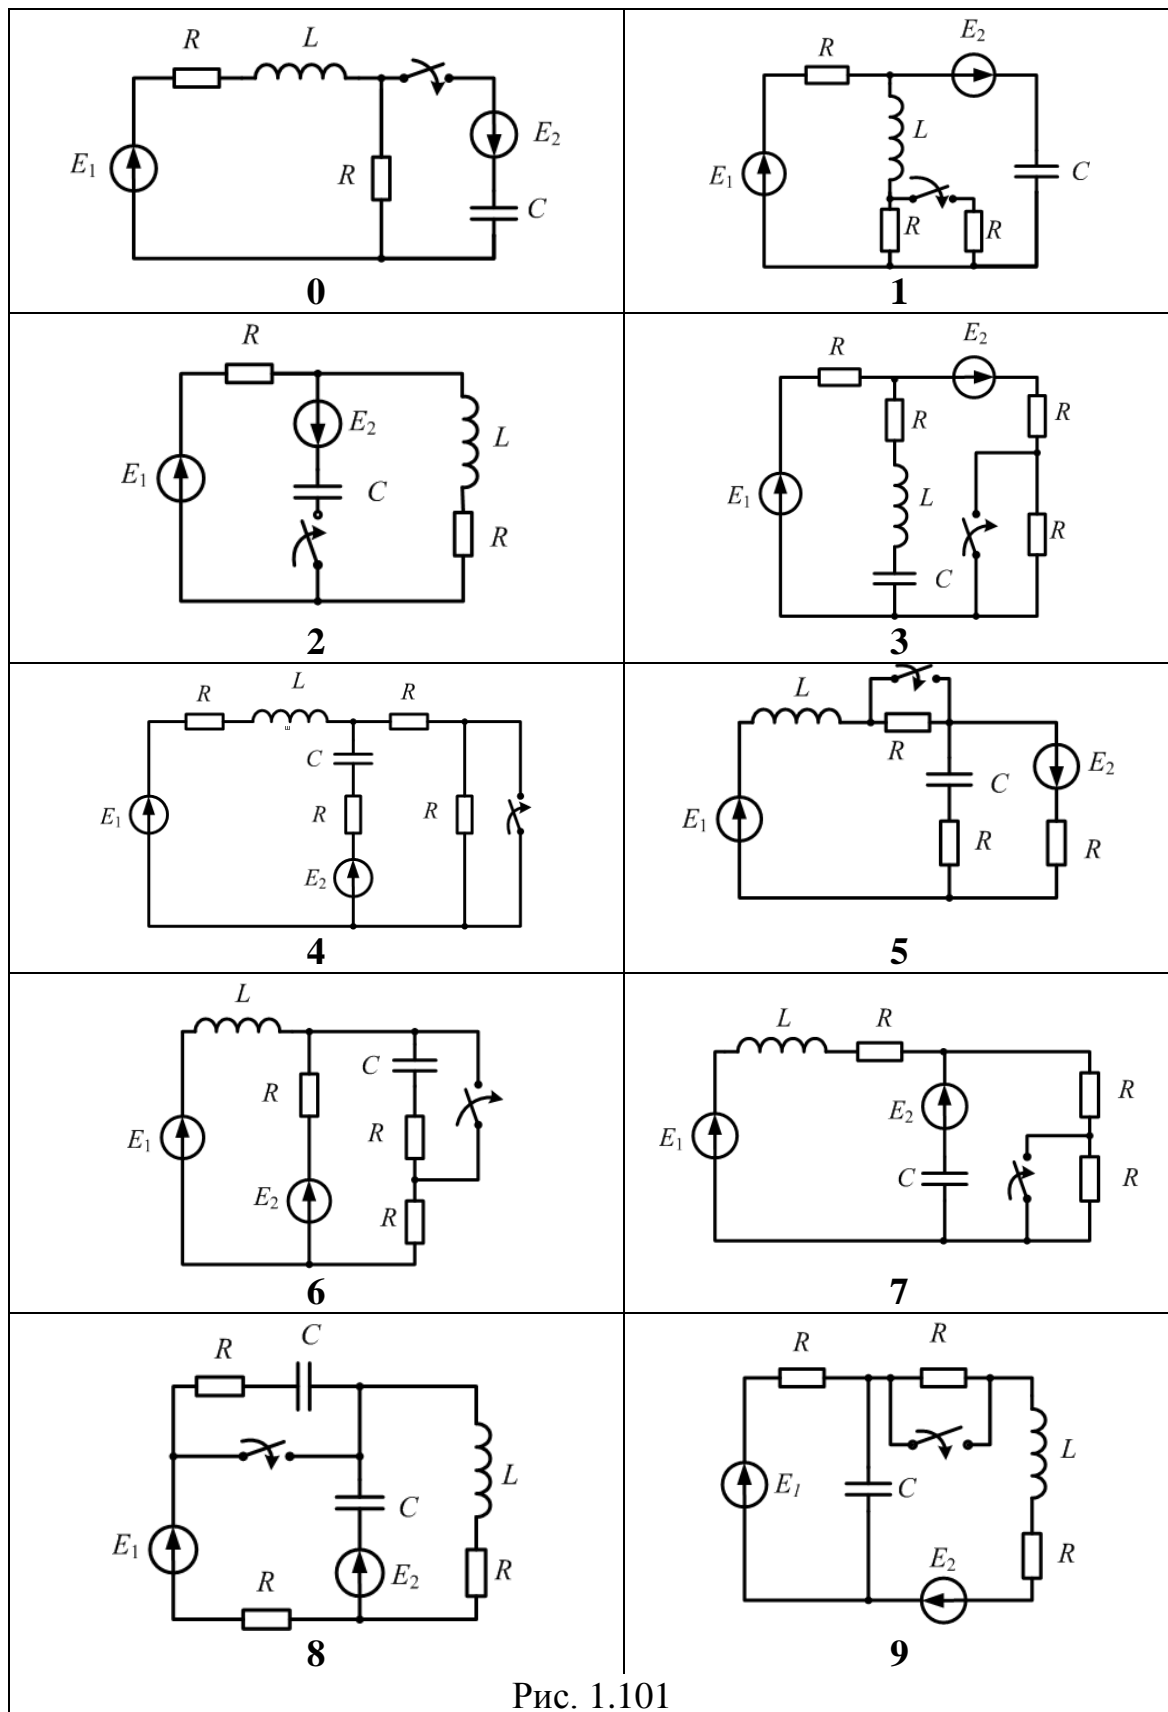 R L
E₁ R E₂ C
0
R E₂
E₁ L C
R R
1
R
E₁ E₂ L
C R
2
R E₂
R R
E₁ L
C R
3
R L R
ш
C
E₁ R R
E₂
4
L
R
E₁ C E₂
R R
5
L
C
R
E₁ R
E₂ R
6
L R
E₁ E₂ R
C R
7
R C
L
E₁ C
R E₂ R
8
R R
E₁ C L
E₂ R
9
Рис. 1.101